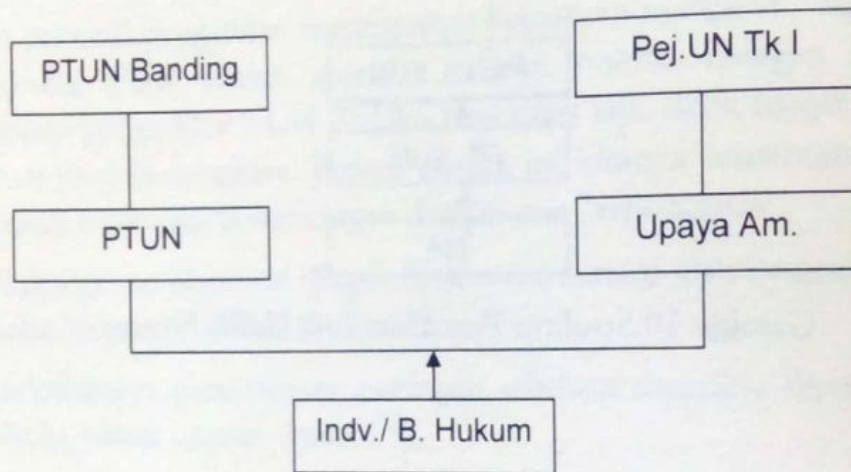 PTUN Banding
Pej.UN Tk I
PTUN
Upaya Am.
Indv./ B. Hukum